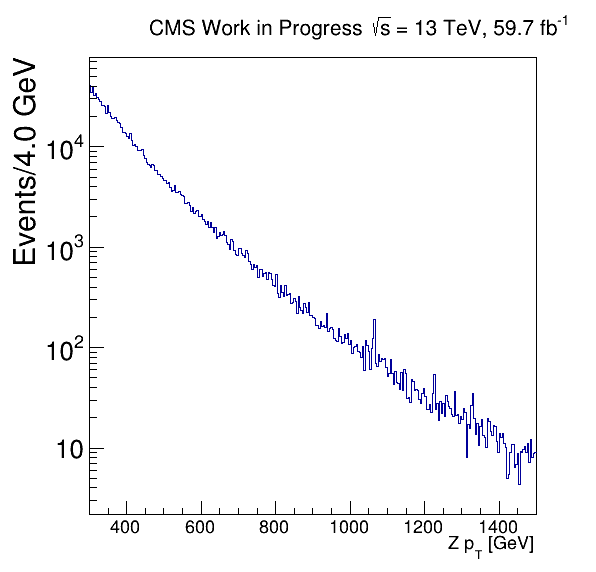 CMS Work in Progress √s = 13 TeV, 59.7 fb⁻¹
Events/4.0 GeV
10⁴
10³
10²
10
400 600 800 1000 1200 1400
Z p_T [GeV]